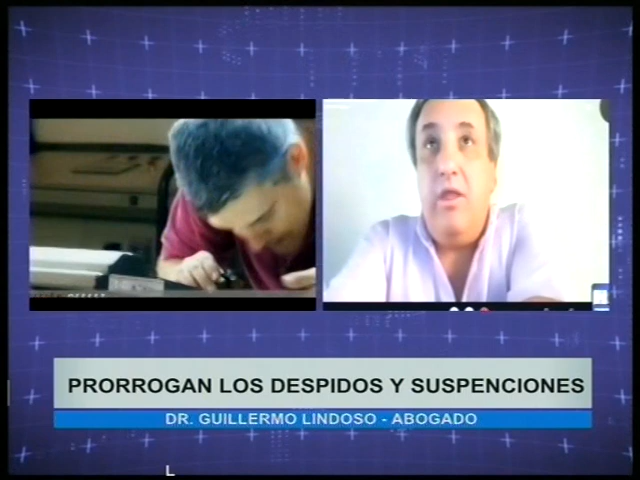 PRORROGAN LOS DESPIDOS Y SUSPENCIONES
DR. GUILLERMO LINDOSO - ABOGADO
L